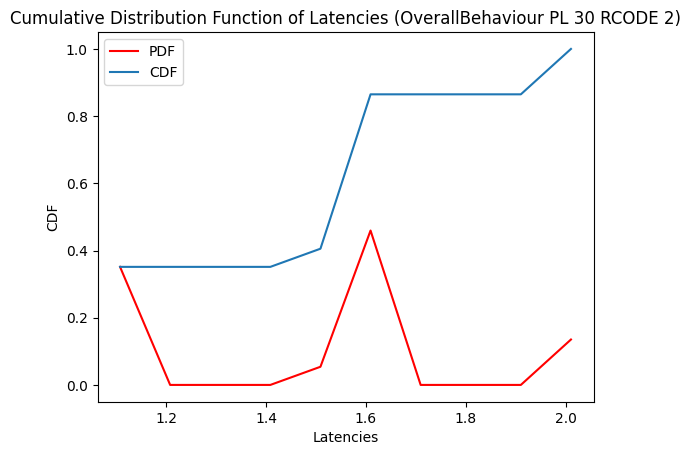 Cumulative Distribution Function of Latencies (OverallBehaviour PL 30 RCODE 2)
PDF
CDF
1.0
0.8
0.6
0.4
0.2
0.0
CDF
1.2
1.4
1.6
1.8
2.0
Latencies